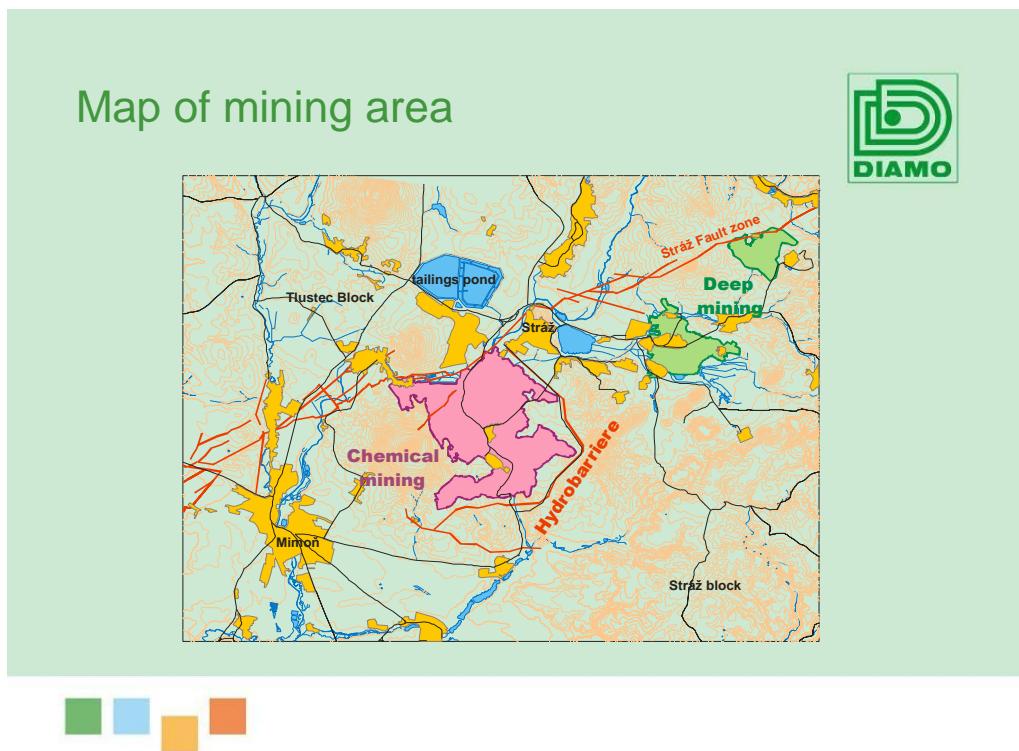 Map of mining area
DIAMO
Stráž Fault zone
tailings pond
Deep
mining
Tlustec Block
Stráž
g
Chemical
mining
Hydrobarriere
Mimoň
Stráž block